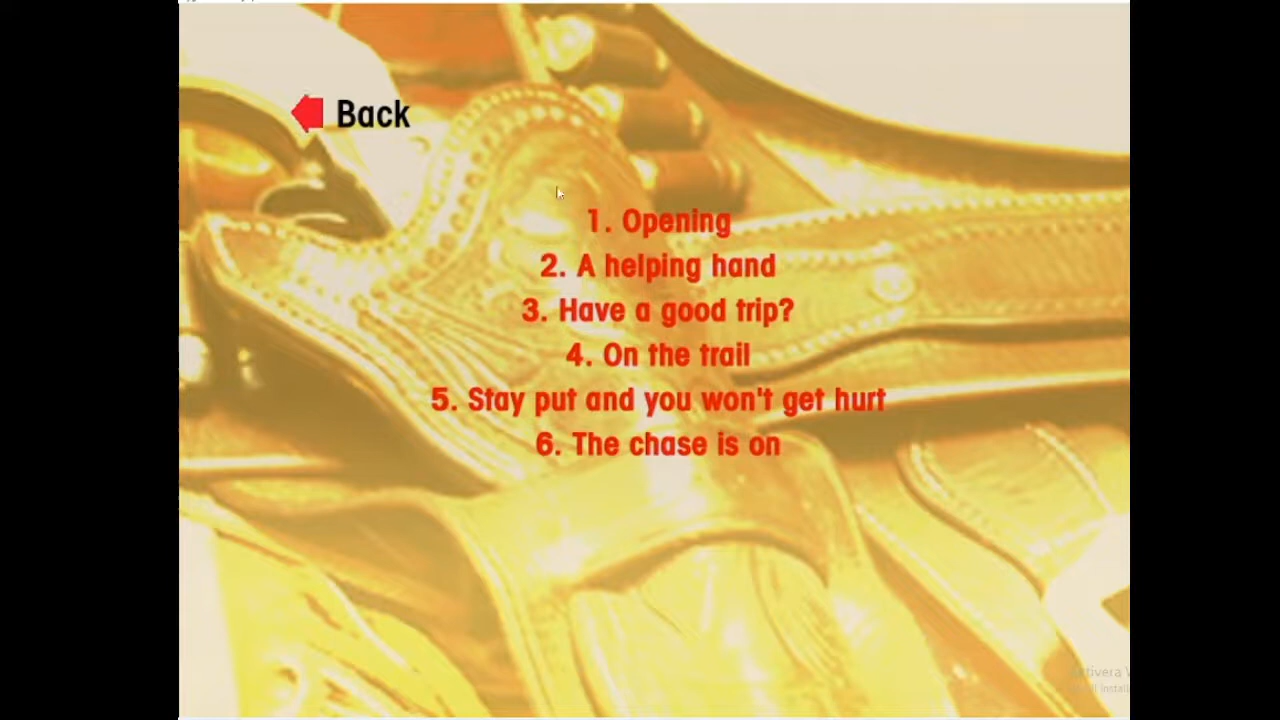 Back
1. Opening
2. A helping hand
3. Have a good trip?
4. On the trail
5. Stay put and you won't get hurt
6. The chase is on